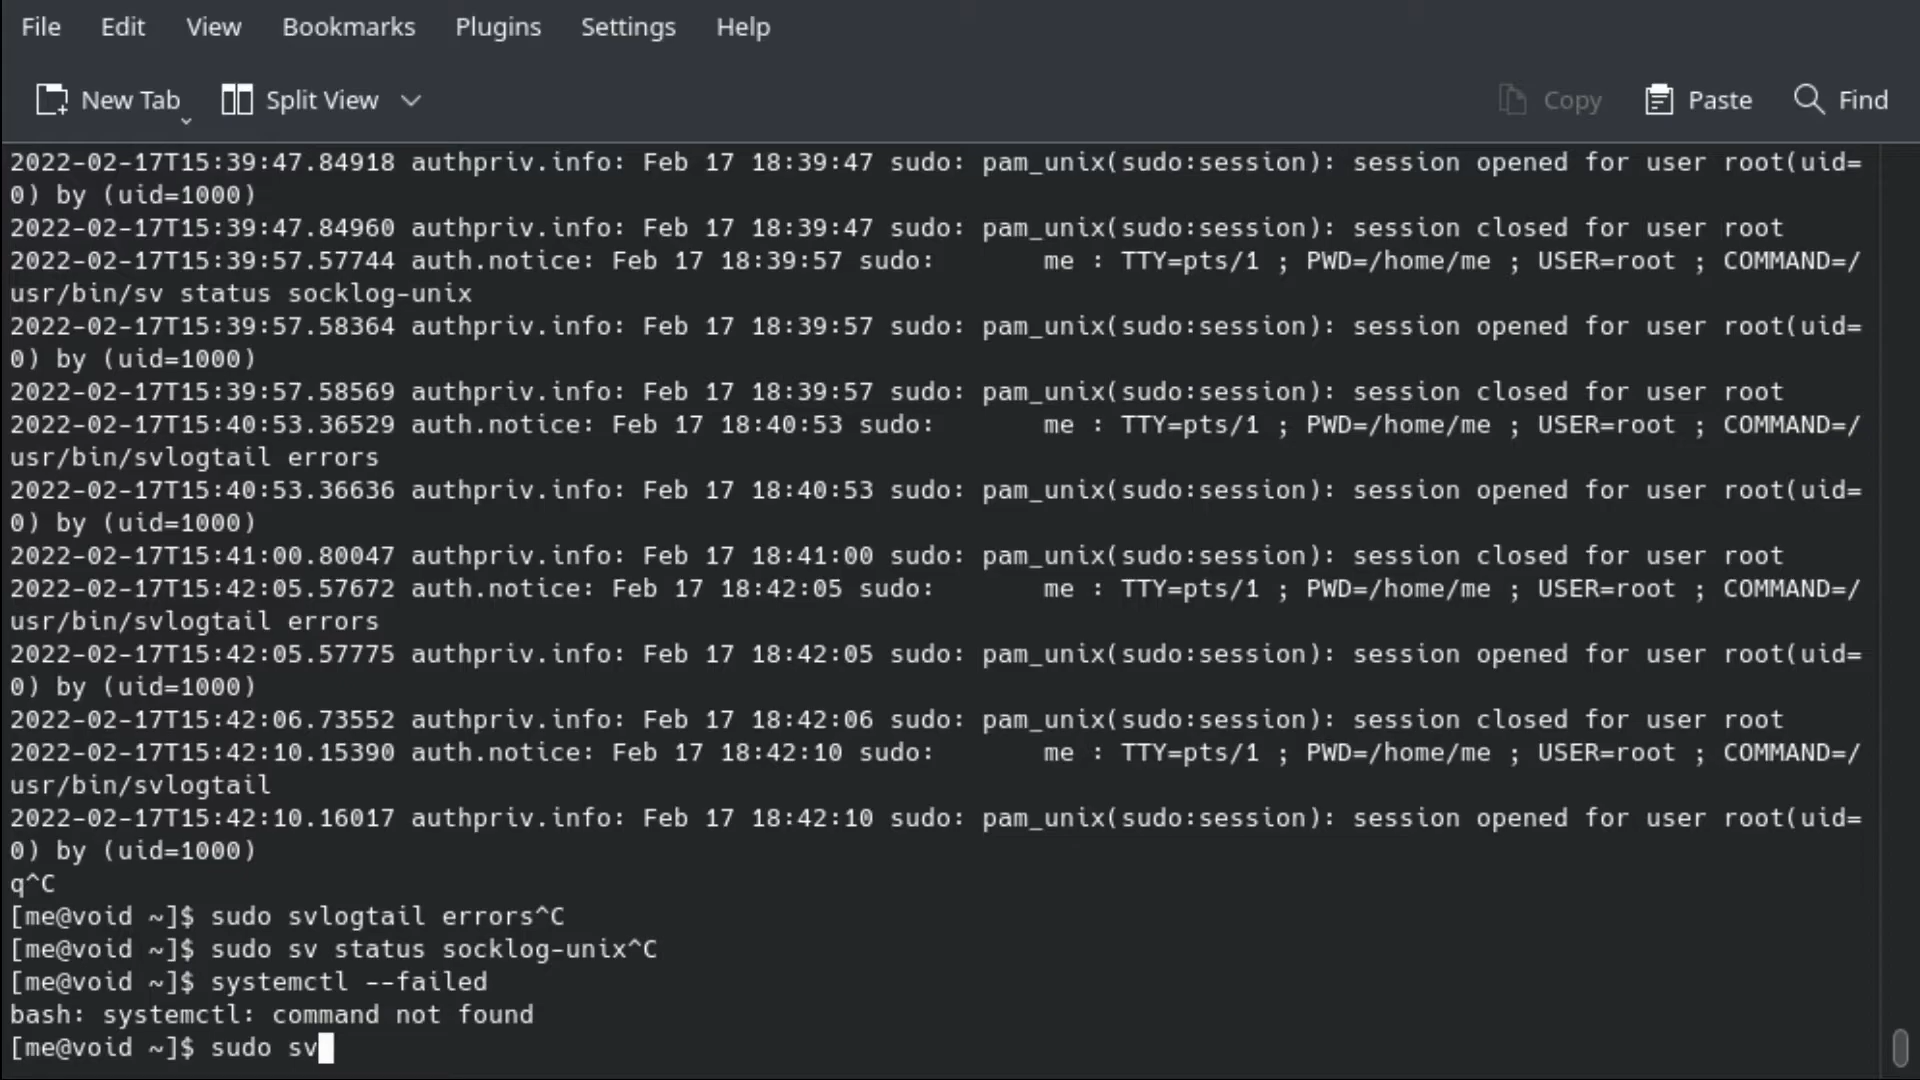 File Edit View Bookmarks Plugins Settings Help
New Tab Split View Copy Paste Find
2022-02-17T15:39:47.84918 authpriv.info: Feb 17 18:39:47 sudo: pam_unix(sudo:session): session opened for user root(uid=
0) by (uid=1000)
2022-02-17T15:39:47.84960 authpriv.info: Feb 17 18:39:47 sudo: pam_unix(sudo:session): session closed for user root
2022-02-17T15:39:57.57744 auth.notice: Feb 17 18:39:57 sudo:       me : TTY=pts/1 ; PWD=/home/me ; USER=root ; COMMAND=/
usr/bin/sv status socklog-unix
2022-02-17T15:39:57.58364 authpriv.info: Feb 17 18:39:57 sudo: pam_unix(sudo:session): session opened for user root(uid=
0) by (uid=1000)
2022-02-17T15:39:57.58569 authpriv.info: Feb 17 18:39:57 sudo: pam_unix(sudo:session): session closed for user root
2022-02-17T15:40:53.36529 auth.notice: Feb 17 18:40:53 sudo:       me : TTY=pts/1 ; PWD=/home/me ; USER=root ; COMMAND=/
usr/bin/svlogtail errors
2022-02-17T15:40:53.36636 authpriv.info: Feb 17 18:40:53 sudo: pam_unix(sudo:session): session opened for user root(uid=
0) by (uid=1000)
2022-02-17T15:41:00.80047 authpriv.info: Feb 17 18:41:00 sudo: pam_unix(sudo:session): session closed for user root
2022-02-17T15:42:05.57672 auth.notice: Feb 17 18:42:05 sudo:       me : TTY=pts/1 ; PWD=/home/me ; USER=root ; COMMAND=/
usr/bin/svlogtail errors
2022-02-17T15:42:05.57775 authpriv.info: Feb 17 18:42:05 sudo: pam_unix(sudo:session): session opened for user root(uid=
0) by (uid=1000)
2022-02-17T15:42:06.73552 authpriv.info: Feb 17 18:42:06 sudo: pam_unix(sudo:session): session closed for user root
2022-02-17T15:42:10.15390 auth.notice: Feb 17 18:42:10 sudo:       me : TTY=pts/1 ; PWD=/home/me ; USER=root ; COMMAND=/
usr/bin/svlogtail
2022-02-17T15:42:10.16017 authpriv.info: Feb 17 18:42:10 sudo: pam_unix(sudo:session): session opened for user root(uid=
0) by (uid=1000)
q^C
[me@void ~]$ sudo svlogtail errors^C
[me@void ~]$ sudo sv status socklog-unix^C
[me@void ~]$ systemctl --failed
bash: systemctl: command not found
[me@void ~]$ sudo sv